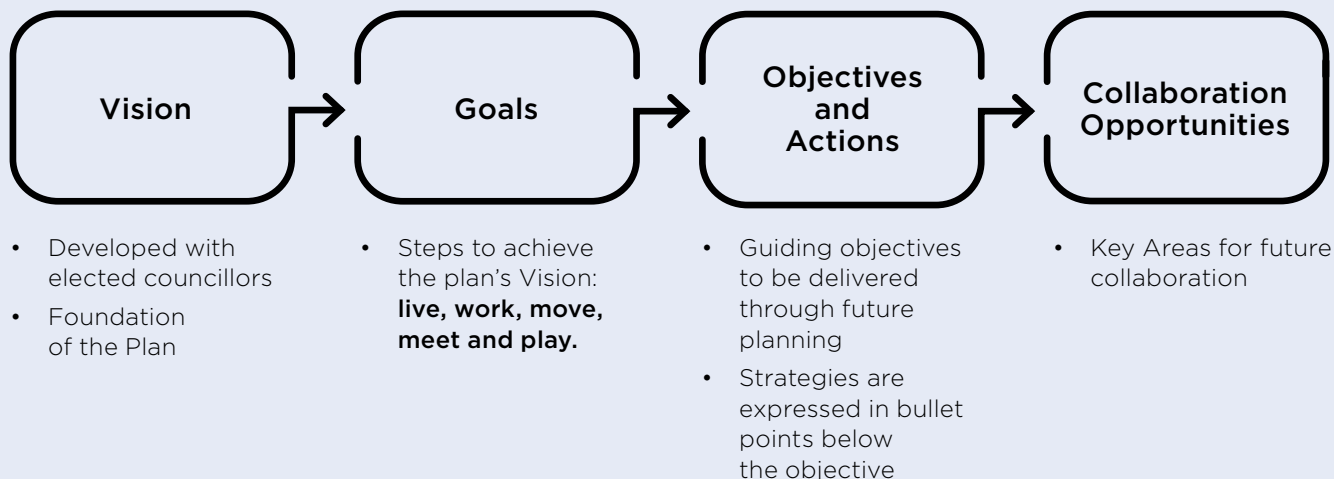 Vision
Goals
Objectives
and
Actions
Collaboration
Opportunities
• Developed with
elected councillors
• Foundation
of the Plan
• Steps to achieve
the plan’s Vision:
live, work, move,
meet and play.
• Guiding objectives
to be delivered
through future
planning
• Strategies are
expressed in bullet
points below
the objective
• Key Areas for future
collaboration